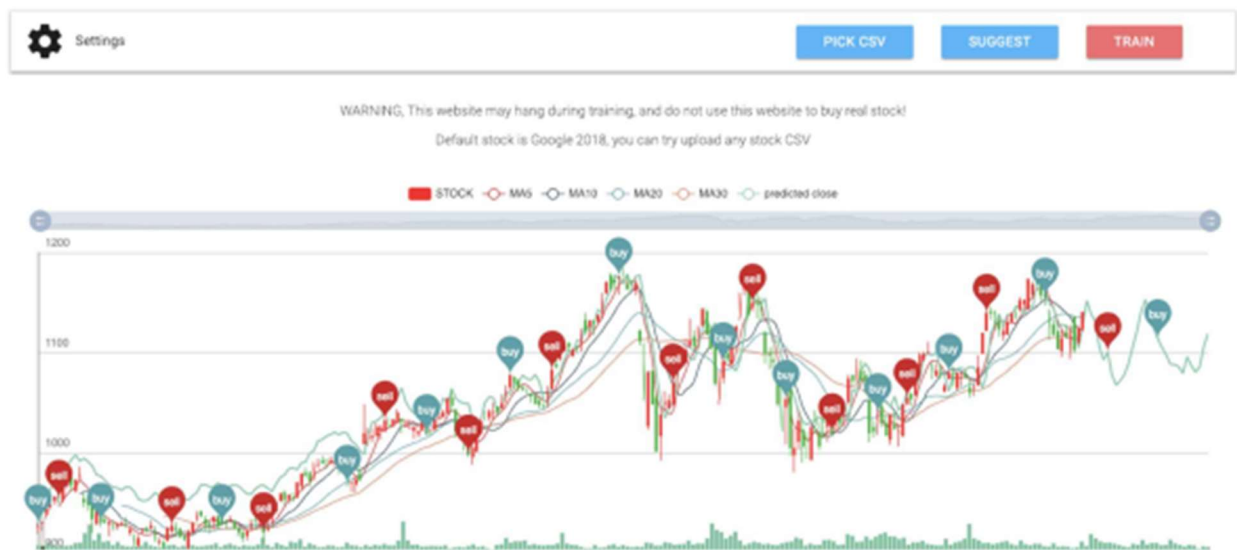 Settings
PICK CSV
SUGGEST
TRAIN
WARNING, This website may hang during training, and do not use this website to buy real stock!
Default stock is Google 2018, you can try upload any stock CSV
STOCK MA5 MA10 MA20 MA30 predicted close
1200
buy
sell
buy
sell
buy
1100
sell
buy
sell
buy
buy
sell
buy
sell
buy
sell
buy
sell
sell
1000
buy
sell
buy
buy
sell
buy
sell
900